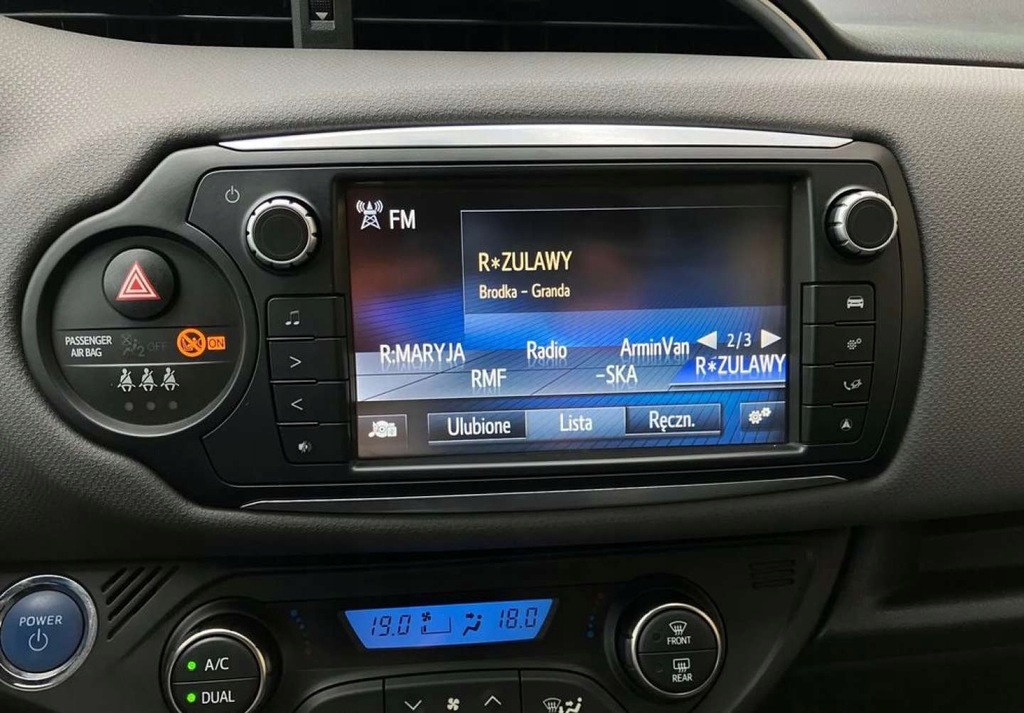 FM
R*ZULAWY
Brodka - Granda
R:MARYJA Radio ArminVan 2/3
RMF -SKA R*ZULAWY
Ulubione Lista Ręczn.
PASSENGER
AIR BAG
2 OFF
ON
POWER
A/C
DUAL
19.0 18.0
FRONT
REAR